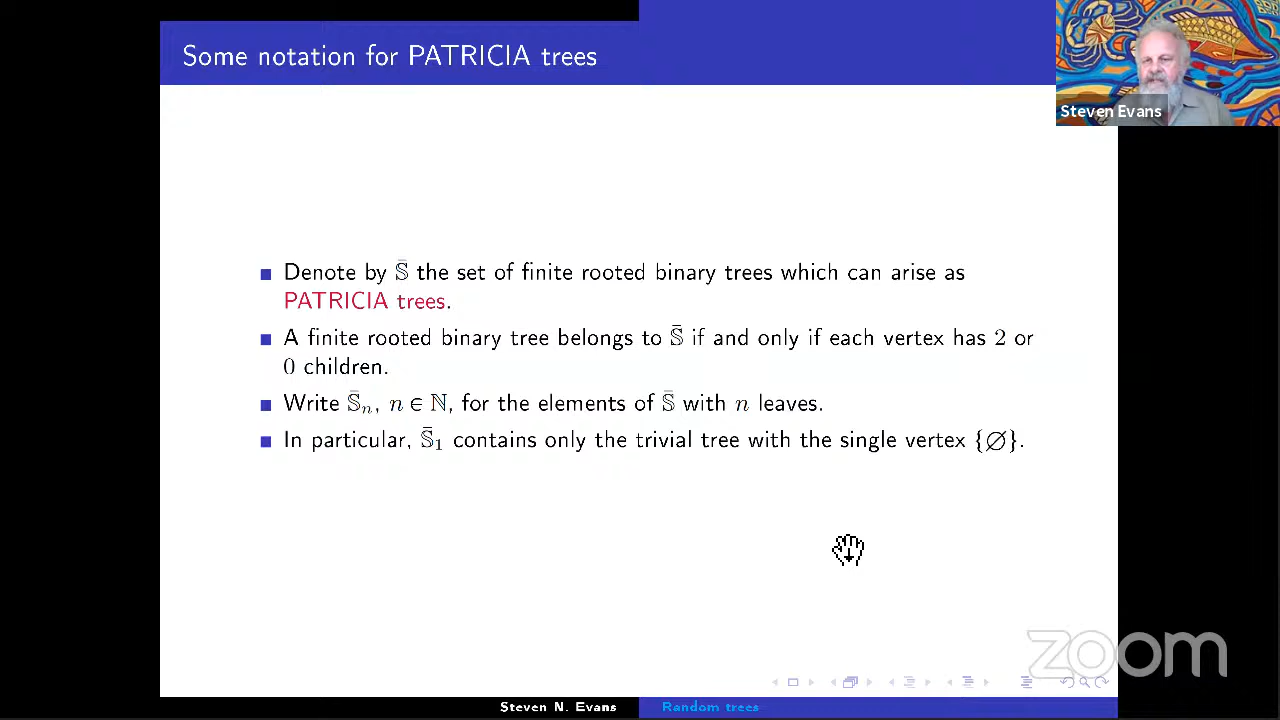 Some notation for PATRICIA trees
Steven Evans
Denote by 𝕊̄ the set of finite rooted binary trees which can arise as
PATRICIA trees.
A finite rooted binary tree belongs to 𝕊̄ if and only if each vertex has 2 or
0 children.
Write 𝕊̄ₙ, n ∈ ℕ, for the elements of 𝕊̄ with n leaves.
In particular, 𝕊̄₁ contains only the trivial tree with the single vertex {∅}.
zoom
Steven N. Evans
Random trees